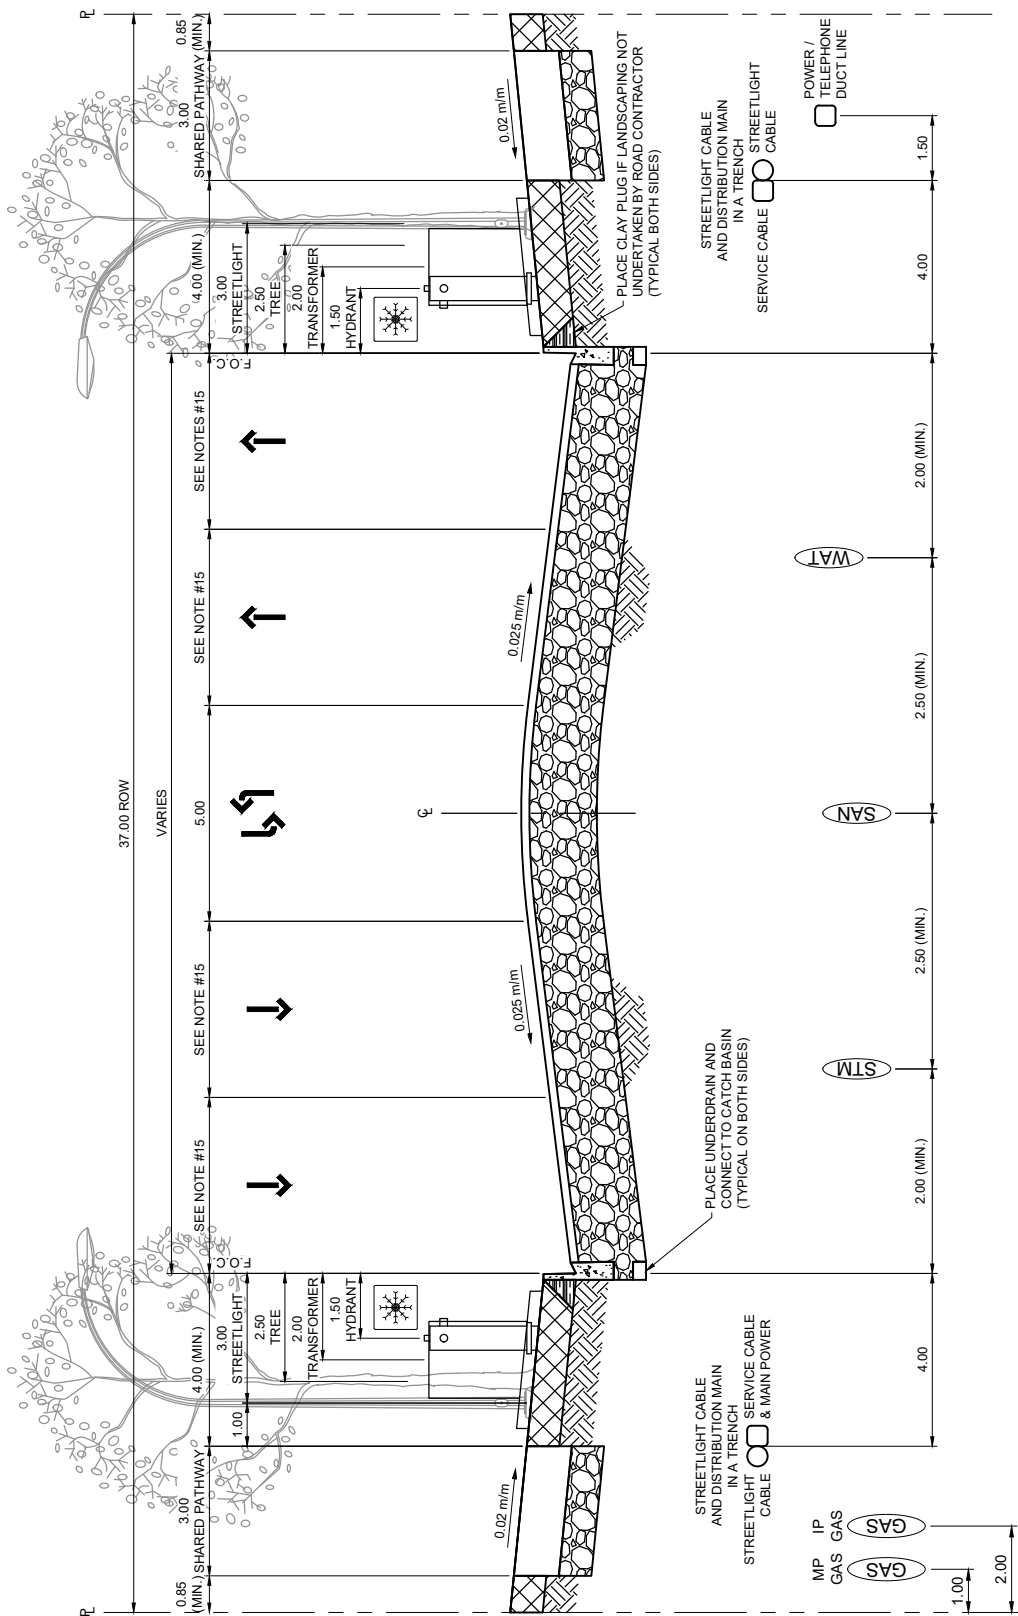 37.00 ROW
VARIES
℄
℄
0.85
(MIN.)
3.00
SHARED PATHWAY
4.00 (MIN.)
SEE NOTE #15
SEE NOTE #15
5.00
SEE NOTE #15
SEE NOTES #15
4.00 (MIN.)
3.00
SHARED PATHWAY
0.85
(MIN.)
1.00
3.00
STREETLIGHT
2.50
TREE
2.00
TRANSFORMER
1.50
HYDRANT
F.O.C.
F.O.C.
3.00
STREETLIGHT
2.50
TREE
2.00
TRANSFORMER
1.50
HYDRANT
℄
0.02 m/m
0.025 m/m
0.025 m/m
0.02 m/m
PLACE CLAY PLUG IF LANDSCAPING NOT
UNDERTAKEN BY ROAD CONTRACTOR
(TYPICAL BOTH SIDES)
PLACE UNDERDRAIN AND
CONNECT TO CATCH BASIN
(TYPICAL ON BOTH SIDES)
STREETLIGHT CABLE
AND DISTRIBUTION MAIN
IN A TRENCH
STREETLIGHT
CABLE
SERVICE CABLE
& MAIN POWER
STREETLIGHT CABLE
AND DISTRIBUTION MAIN
IN A TRENCH
SERVICE CABLE
STREETLIGHT
CABLE
POWER /
TELEPHONE
DUCT LINE
MP
GAS
IP
GAS
GAS
GAS
STM
SAN
WAT
1.00
2.00
4.00
2.00 (MIN.)
2.50 (MIN.)
2.50 (MIN.)
2.00 (MIN.)
4.00
1.50